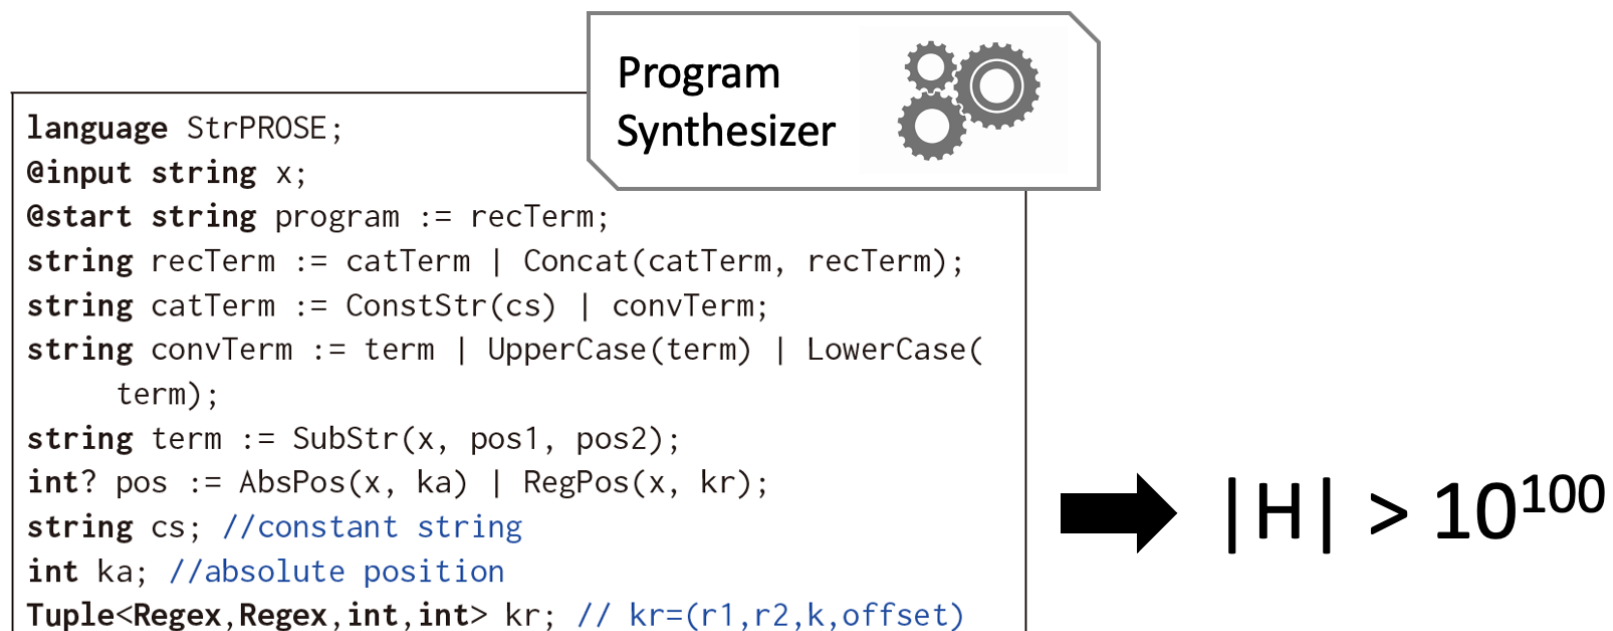 Program
Synthesizer
language StrPROSE;
@input string x;
@start string program := recTerm;
string recTerm := catTerm | Concat(catTerm, recTerm);
string catTerm := ConstStr(cs) | convTerm;
string convTerm := term | UpperCase(term) | LowerCase(
term);
string term := SubStr(x, pos1, pos2);
int? pos := AbsPos(x, ka) | RegPos(x, kr);
string cs; //constant string
int ka; //absolute position
Tuple<Regex,Regex,int,int> kr; // kr=(r1,r2,k,offset)
|H| > 10¹⁰⁰